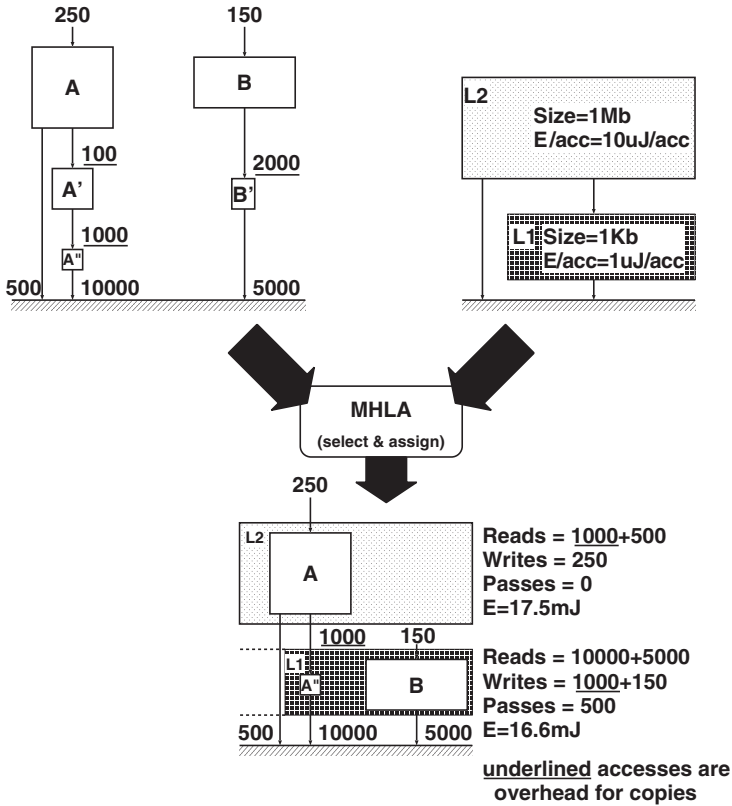 250
150
A
B
L2
Size=1Mb
E/acc=10uJ/acc
100
2000
A'
B'
1000
L1 Size=1Kb
E/acc=1uJ/acc
A"
500
10000
5000
MHLA
(select & assign)
250
L2
A
Reads = 1000+500
Writes = 250
Passes = 0
E=17.5mJ
1000
150
L1
A"
B
Reads = 10000+5000
Writes = 1000+150
Passes = 500
E=16.6mJ
500
10000
5000
underlined accesses are
overhead for copies